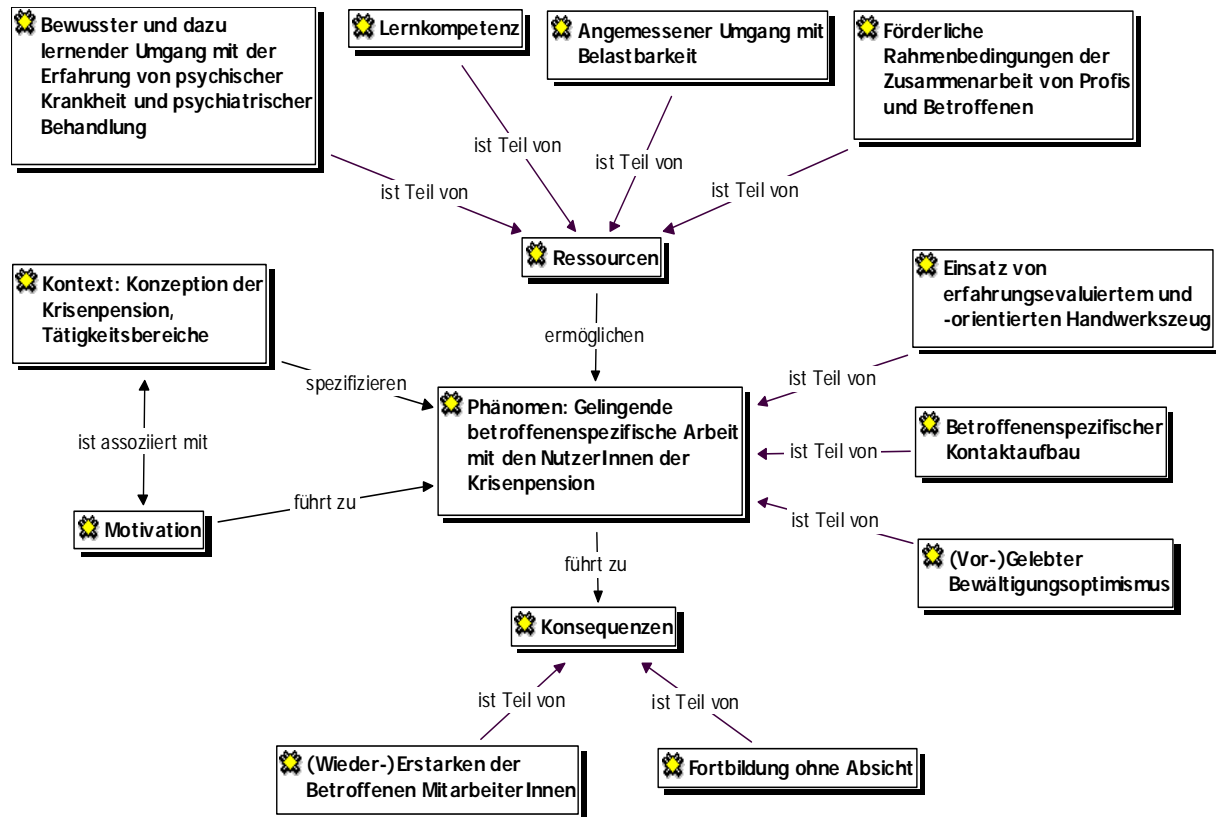 Bewusster und dazu
lernender Umgang mit der
Erfahrung von psychischer
Krankheit und psychiatrischer
Behandlung
Lernkompetenz
Angemessener Umgang mit
Belastbarkeit
Förderliche
Rahmenbedingungen der
Zusammenarbeit von Profis
und Betroffenen
ist Teil von
ist Teil von
ist Teil von
ist Teil von
Ressourcen
Kontext: Konzeption der
Krisenpension,
Tätigkeitsbereiche
Einsatz von
erfahrungsevaluiertem und
-orientierten Handwerkszeug
ermöglichen
spezifizieren
ist Teil von
Phänomen: Gelingende
betroffenenspezifische Arbeit
mit den NutzerInnen der
Krisenpension
Betroffenenspezifischer
Kontaktaufbau
ist assoziiert mit
ist Teil von
führt zu
Motivation
ist Teil von
(Vor-)Gelebter
Bewältigungsoptimismus
führt zu
Konsequenzen
ist Teil von
ist Teil von
(Wieder-)Erstarken der
Betroffenen MitarbeiterInnen
Fortbildung ohne Absicht